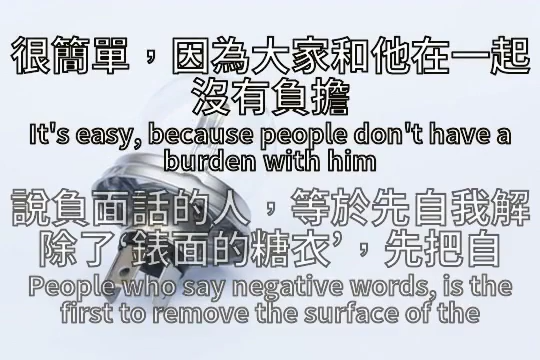 很簡單，因為大家和他在一起
沒有負擔
It's easy, because people don't have a
burden with him
說負面話的人，等於先自我解
除了‘錶面的糖衣’，先把自
People who say negative words, is the
first to remove the surface of the